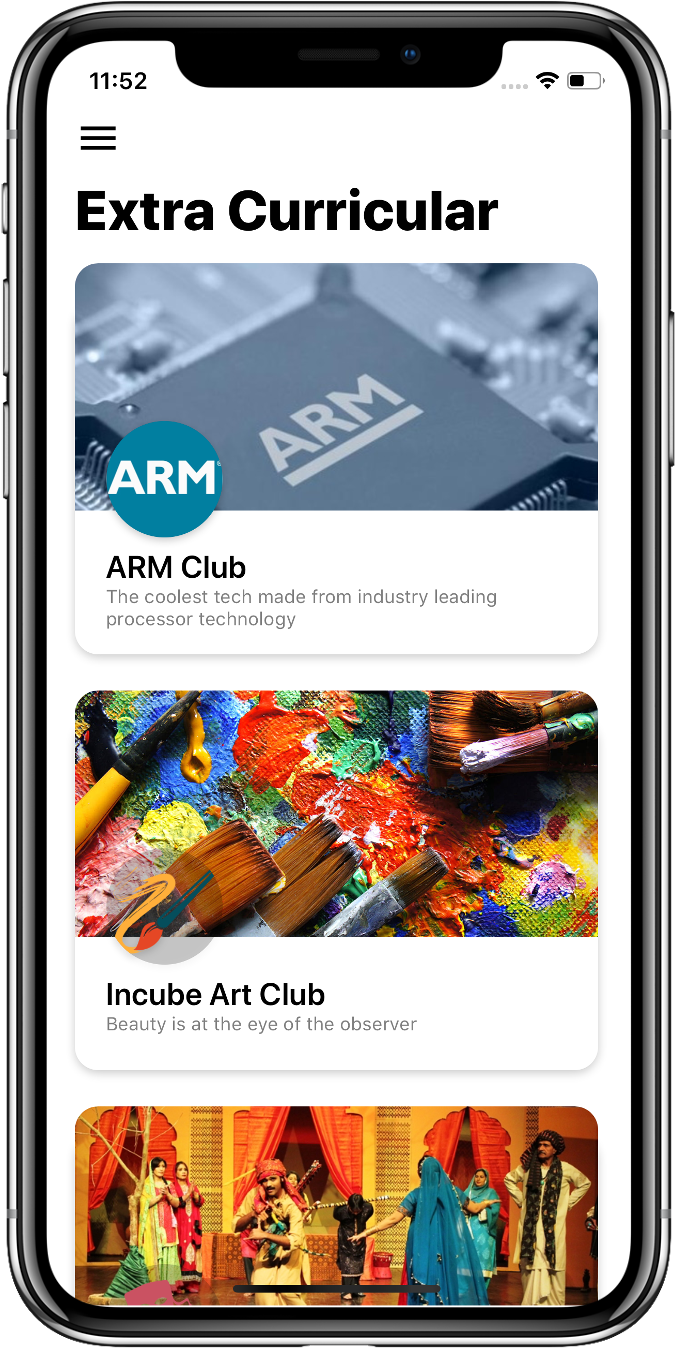 11:52
Extra Curricular
ARM
ARM®
ARM Club
The coolest tech made from industry leading
processor technology
Incube Art Club
Beauty is at the eye of the observer